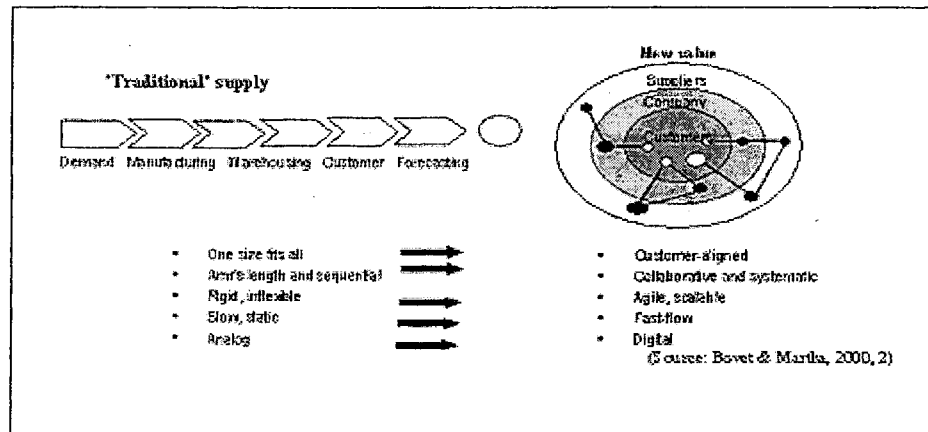 'Traditional' supply
Demand Manufacturing Warehousing Customer Forecasting
• One size fits all
• Arm's length and sequential
• Rigid, inflexible
• Slow, static
• Analog
New value
Suppliers
Company
Customers
• Customer-aligned
• Collaborative and systematic
• Agile, scalable
• Fast-flow
• Digital
(Source: Bovet & Martha, 2000, 2)